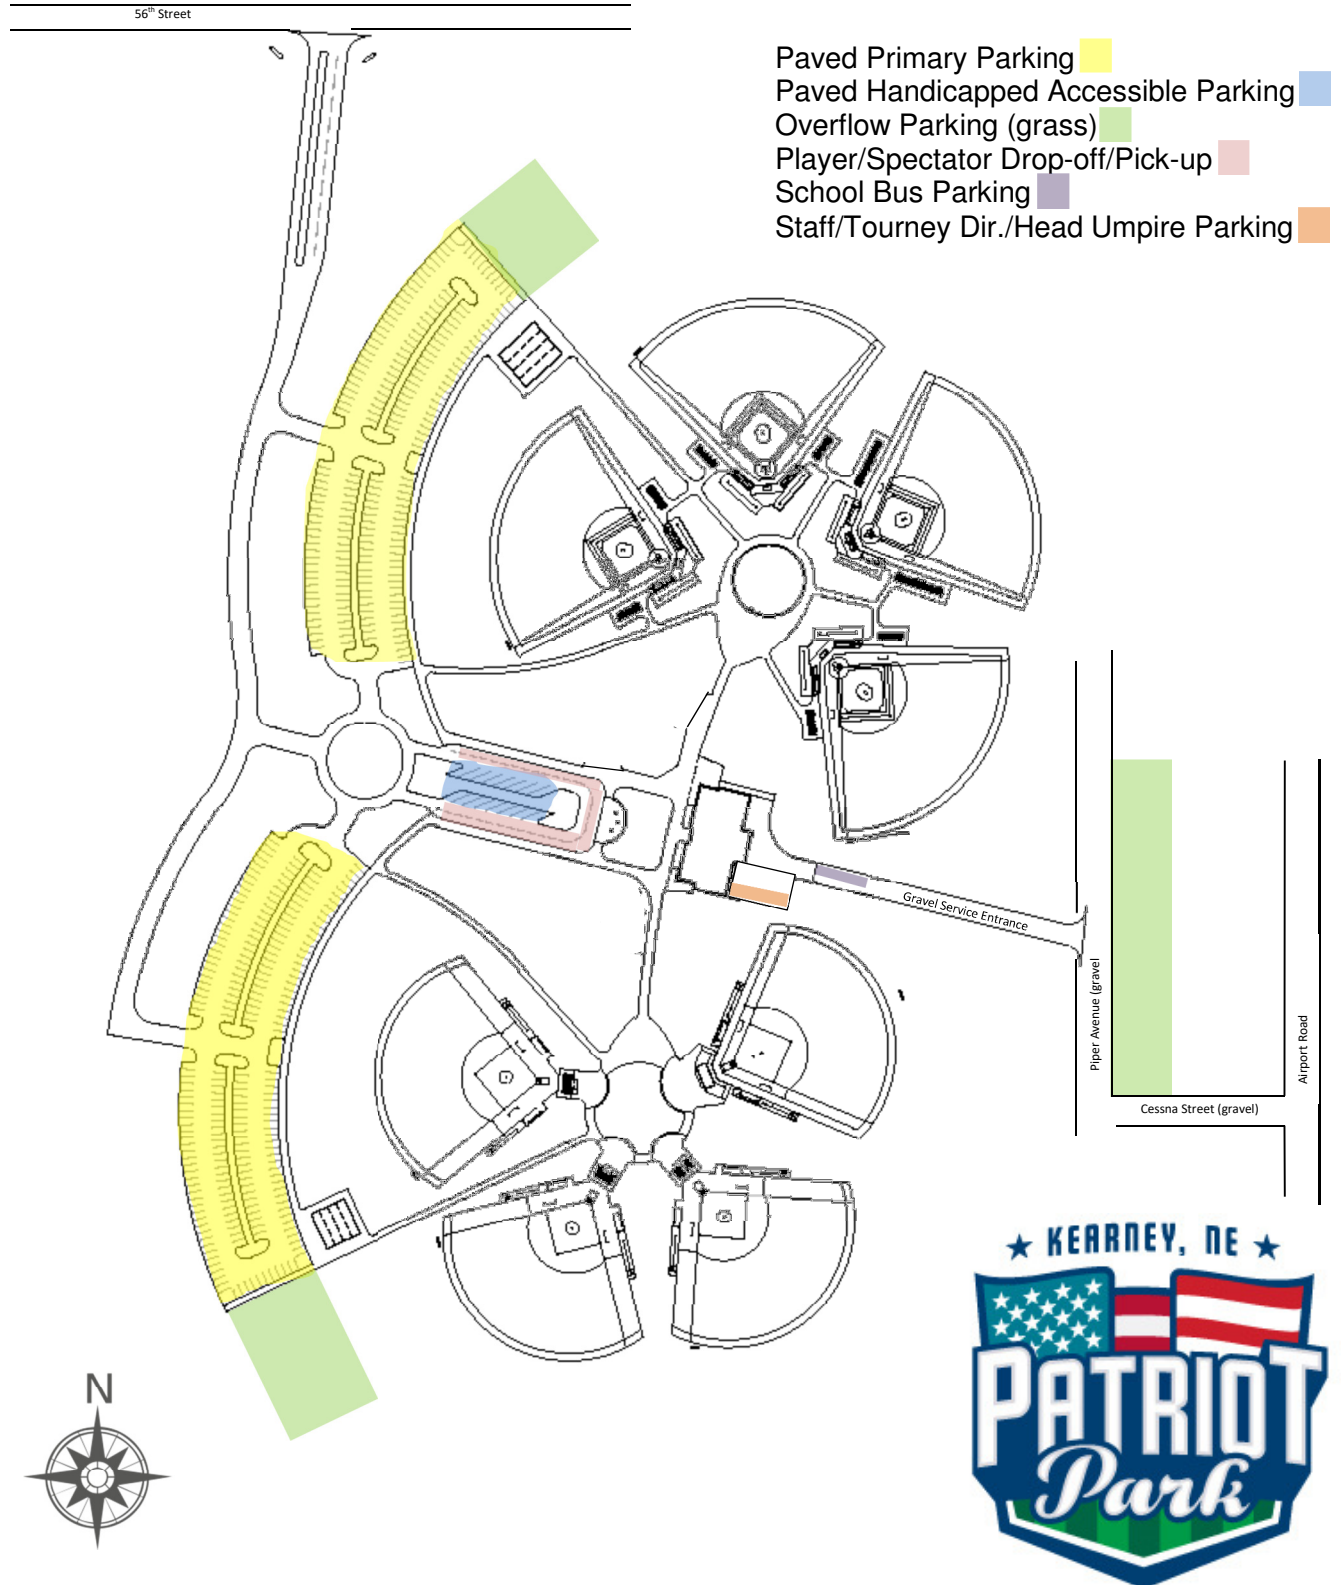 56th Street
Paved Primary Parking
Paved Handicapped Accessible Parking
Overflow Parking (grass)
Player/Spectator Drop-off/Pick-up
School Bus Parking
Staff/Tourney Dir./Head Umpire Parking
Gravel Service Entrance
Piper Avenue (gravel
Airport Road
Cessna Street (gravel)
KEARNEY, NE
PATRIOT
Park
N